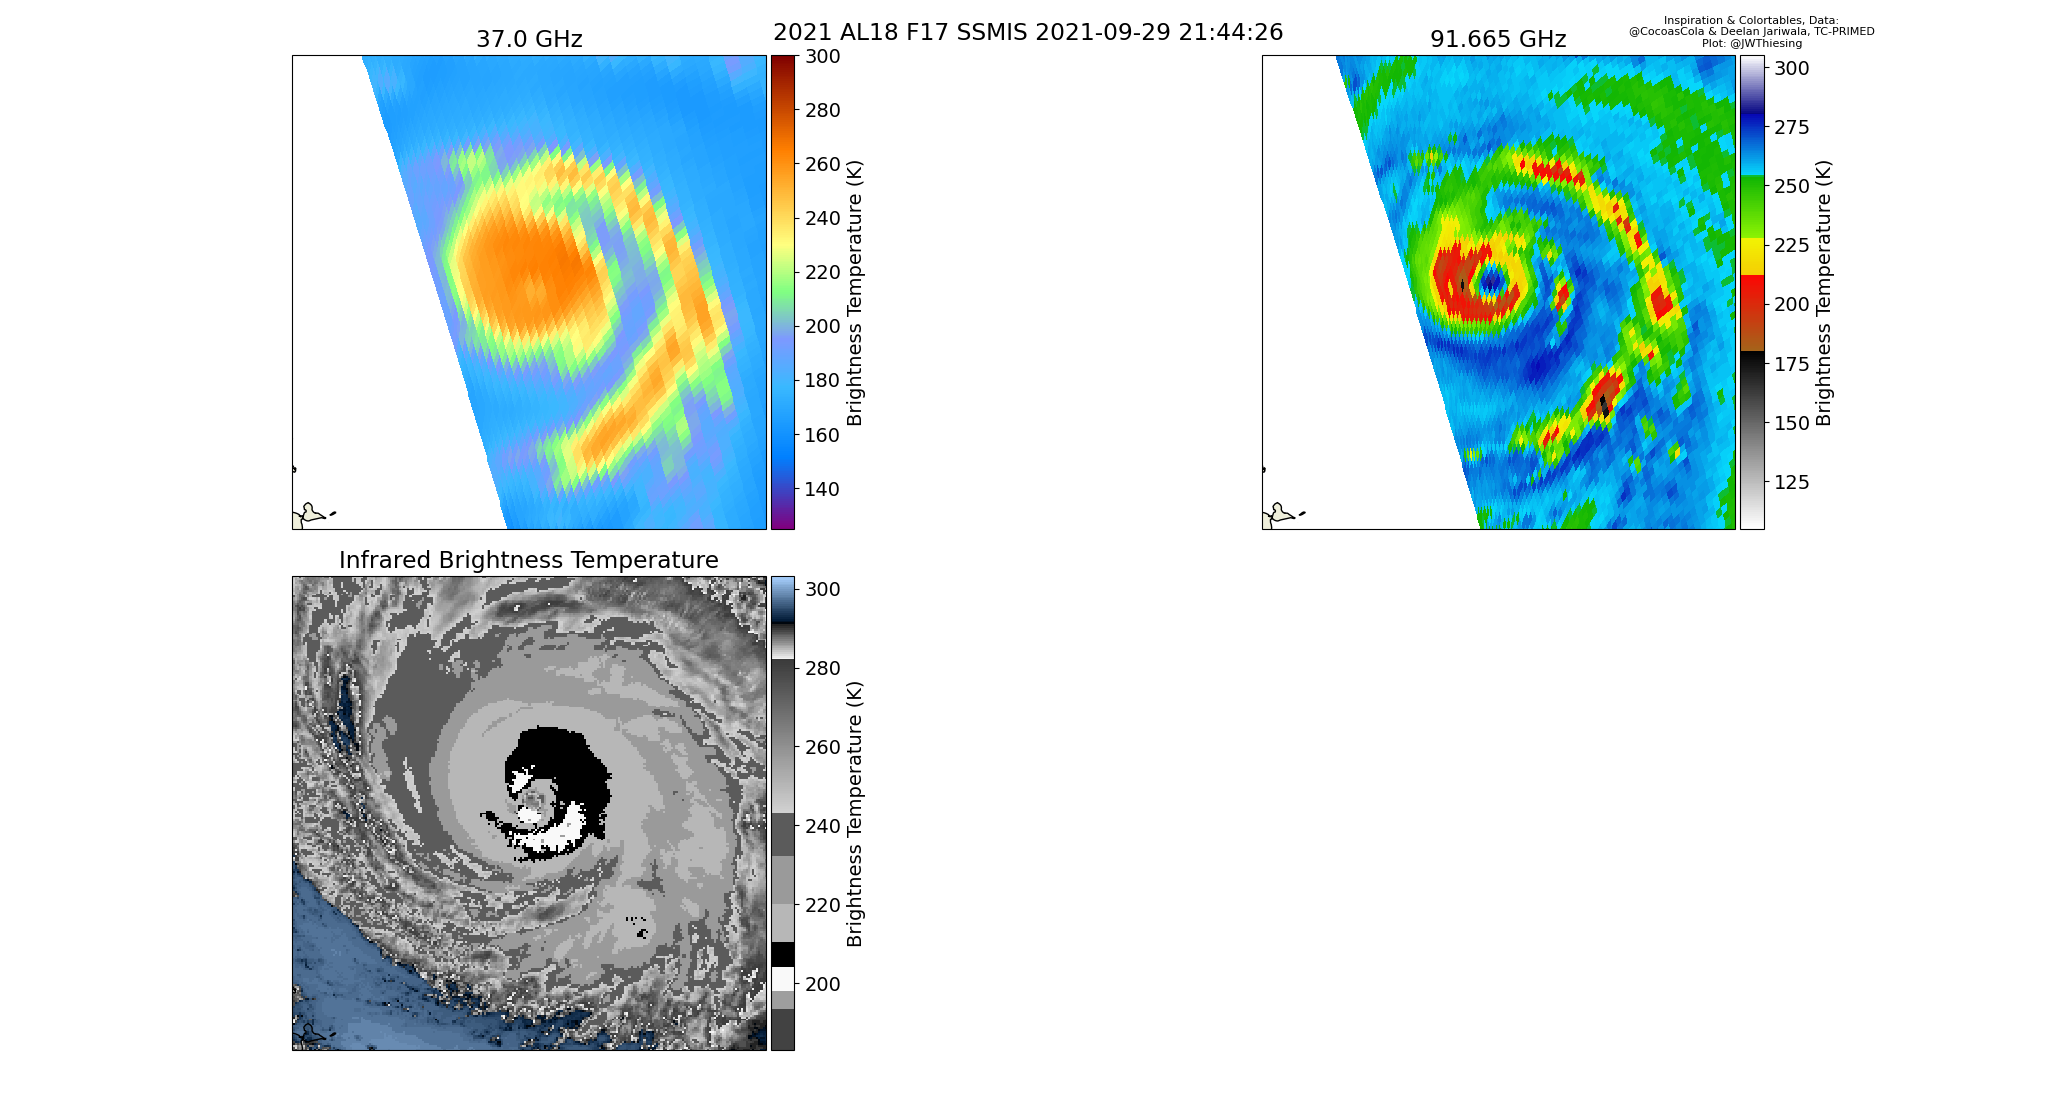 2021 AL18 F17 SSMIS 2021-09-29 21:44:26
Inspiration & Colortables, Data:
@CocoasCola & Deelan Jariwala, TC-PRIMED
Plot: @JWThiesing
37.0 GHz
300
280
260
240
220
200
180
160
140
Brightness Temperature (K)
91.665 GHz
300
275
250
225
200
175
150
125
Brightness Temperature (K)
Infrared Brightness Temperature
300
280
260
240
220
200
Brightness Temperature (K)